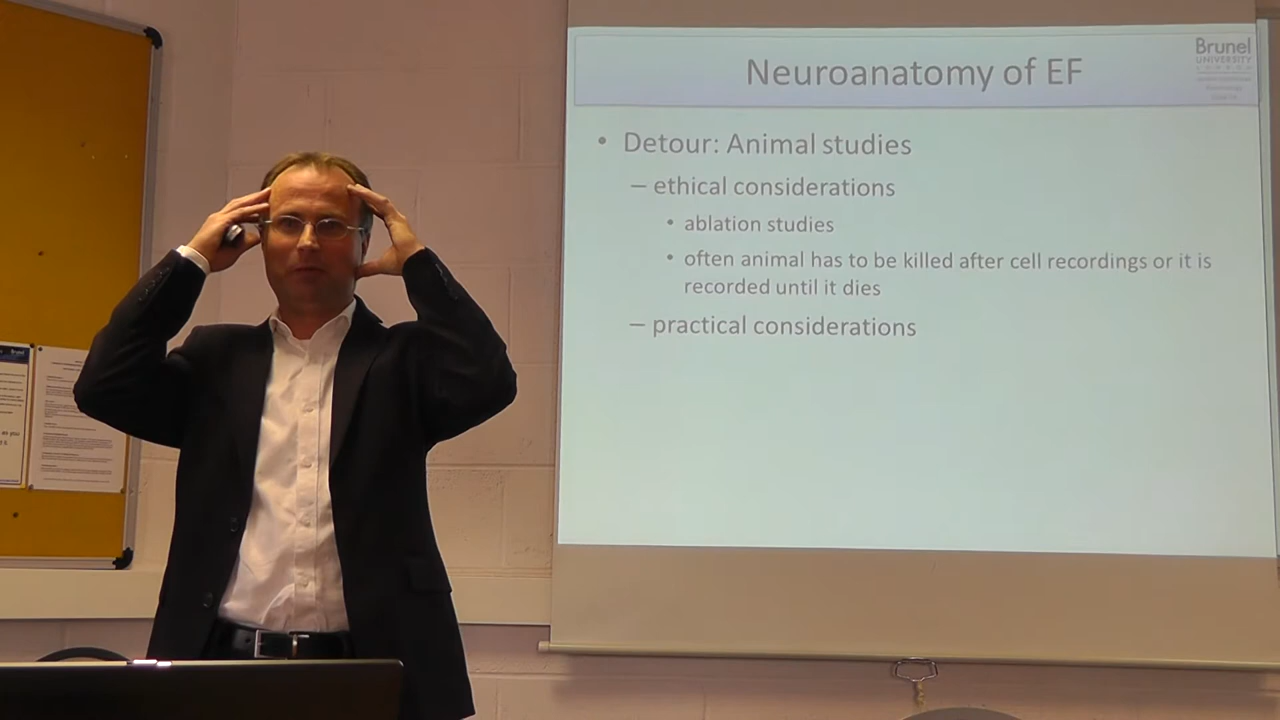 Neuroanatomy of EF
Brunel
UNIVERSITY
LONDON
• Detour: Animal studies
– ethical considerations
• ablation studies
• often animal has to be killed after cell recordings or it is
recorded until it dies
– practical considerations